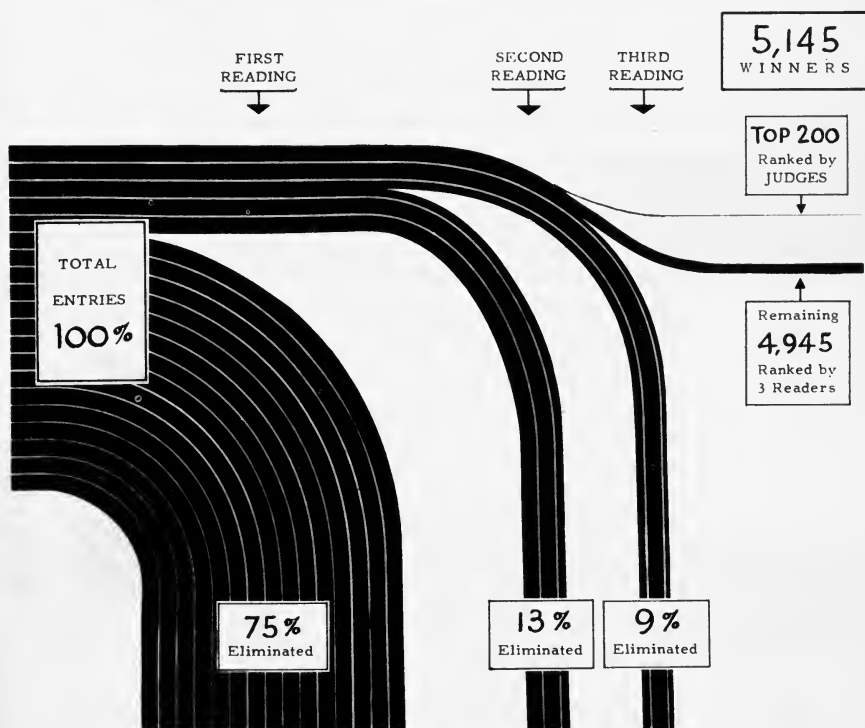 FIRST
READING
SECOND
READING
THIRD
READING
5,145
WINNERS
TOP 200
Ranked by
JUDGES
TOTAL
ENTRIES
100%
Remaining
4,945
Ranked by
3 Readers
75%
Eliminated
13%
Eliminated
9%
Eliminated